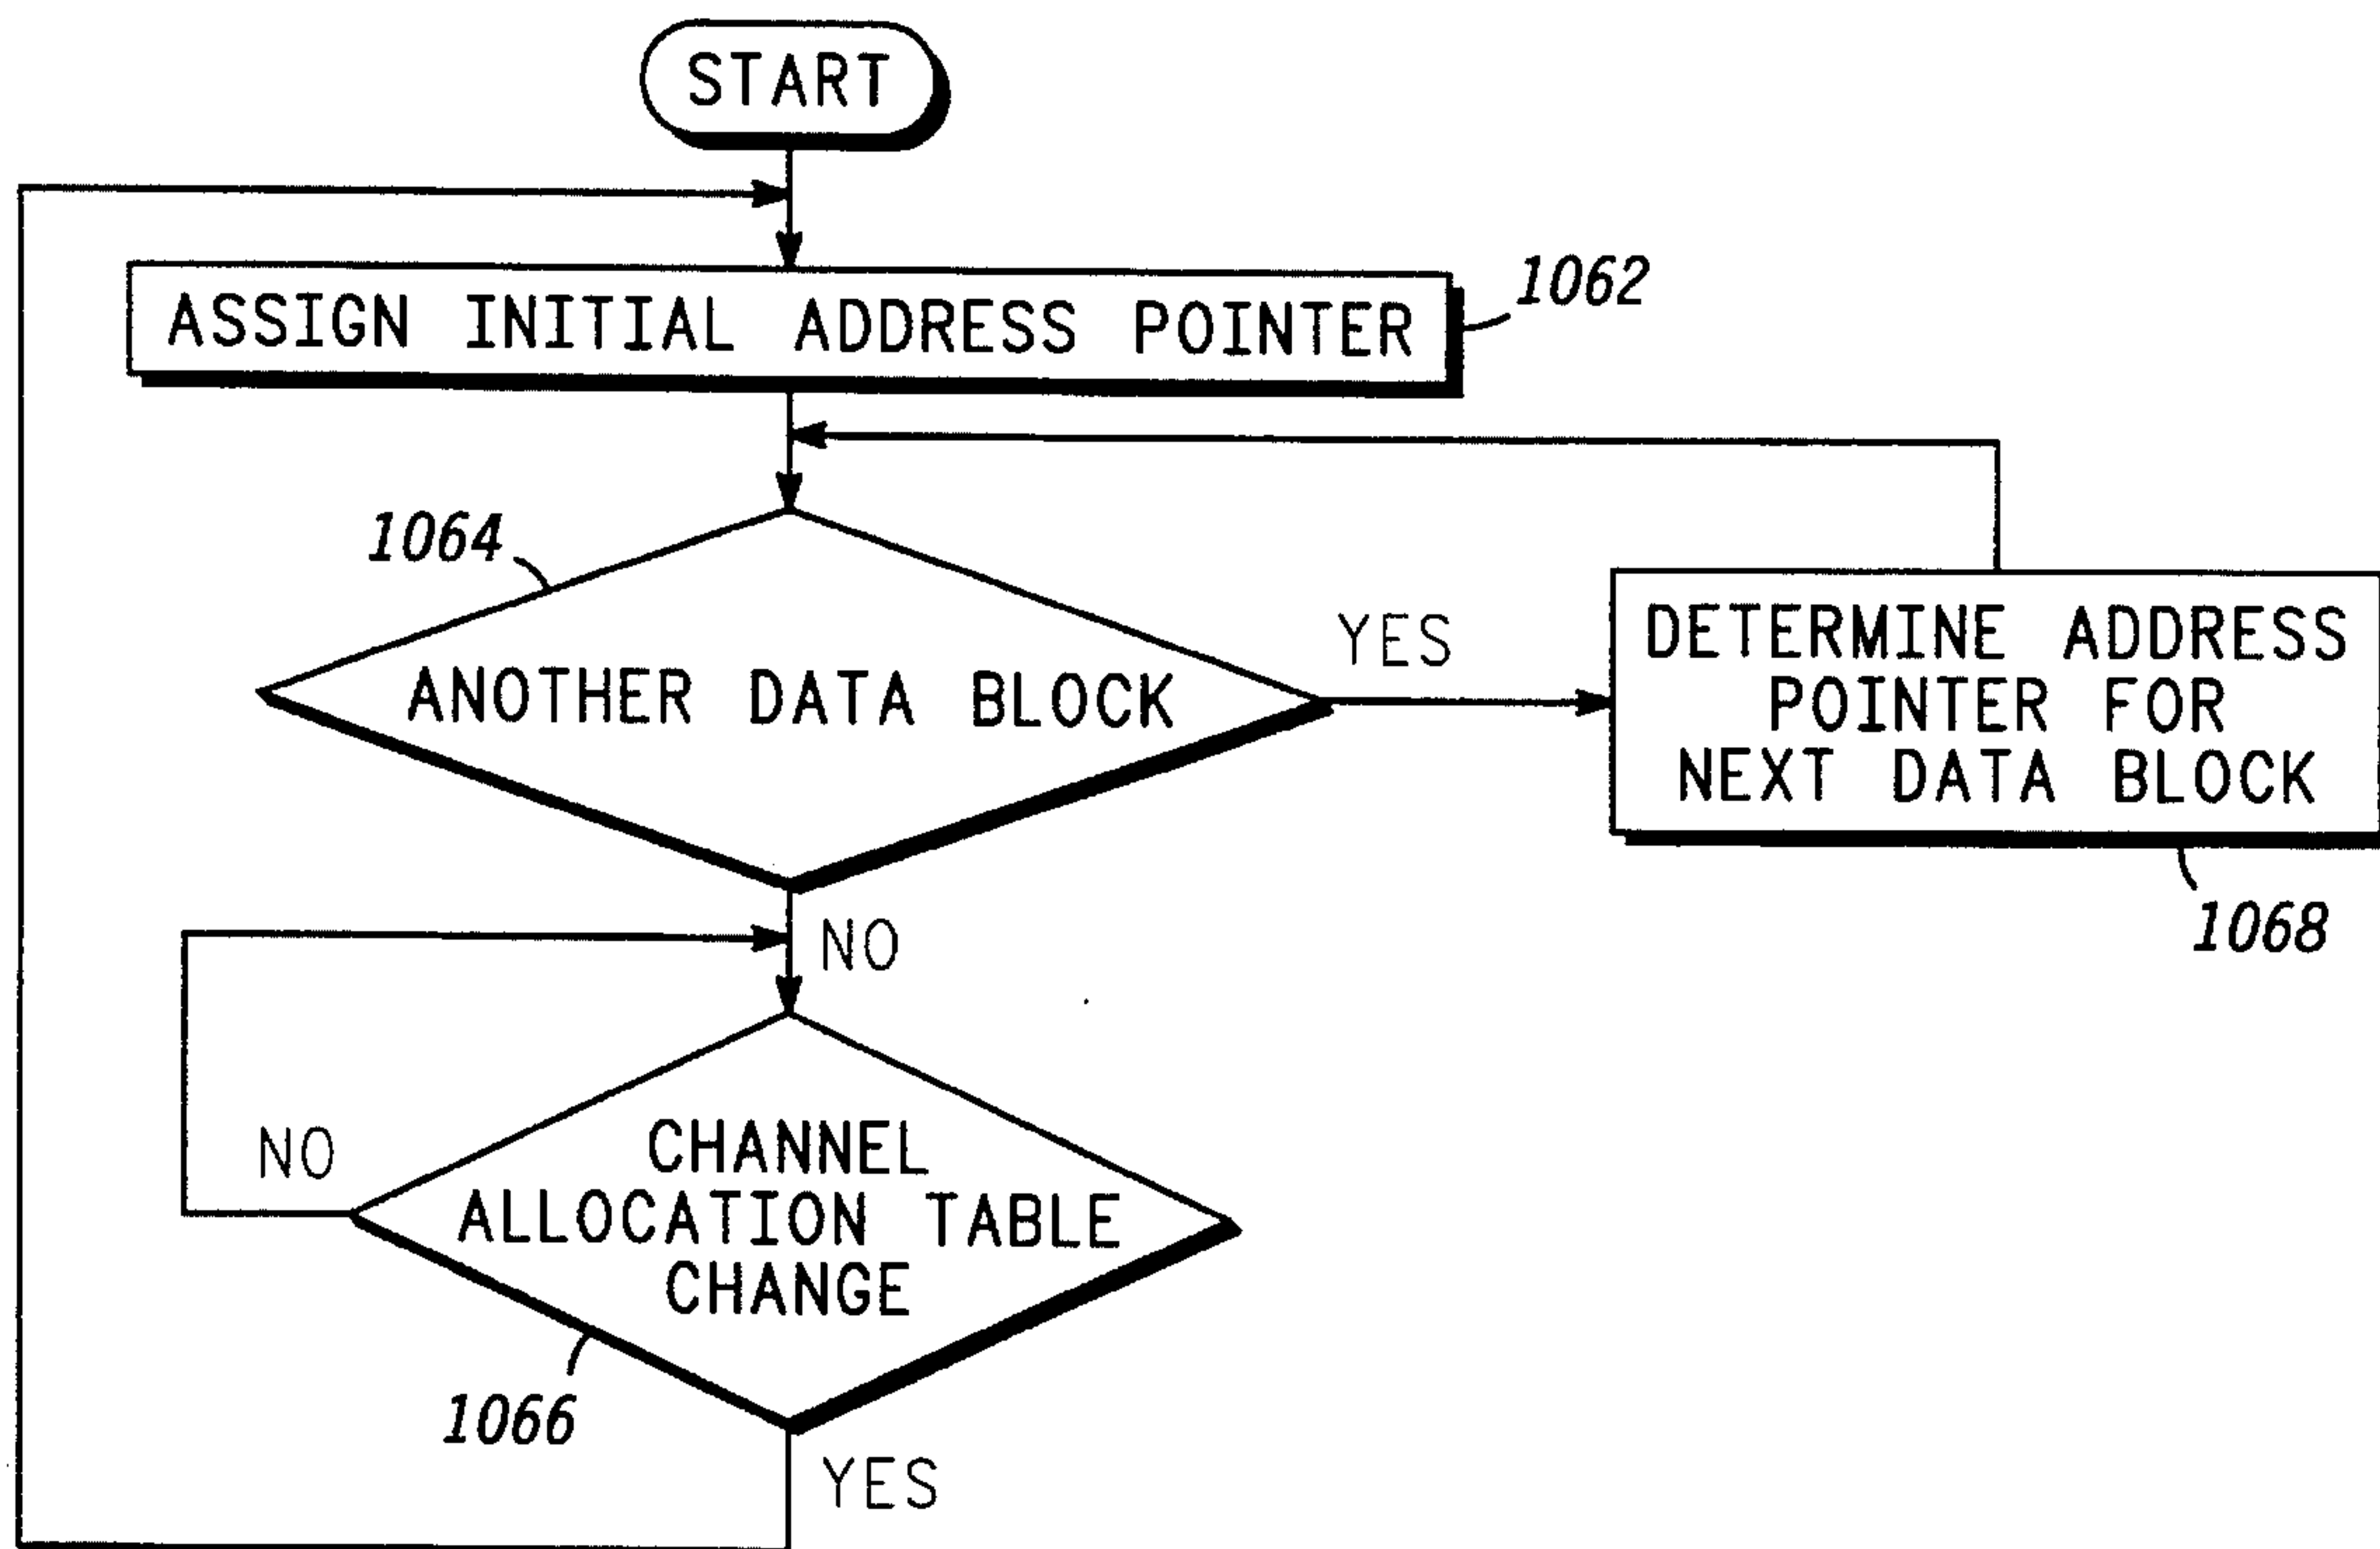 START
ASSIGN INITIAL ADDRESS POINTER
1062
1064
ANOTHER DATA BLOCK
YES
DETERMINE ADDRESS
POINTER FOR
NEXT DATA BLOCK
1068
NO
NO
CHANNEL
ALLOCATION TABLE
CHANGE
1066
YES